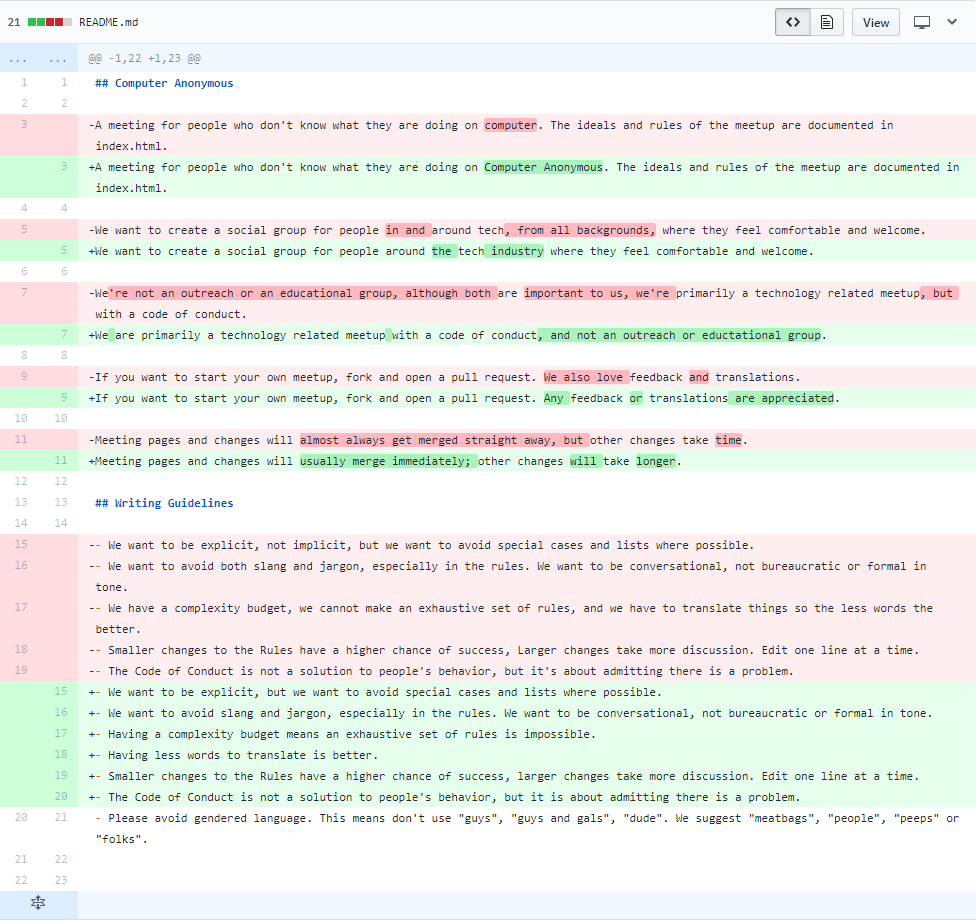 21 README.md View
... ... @@ -1,22 +1,23 @@
1 1 ## Computer Anonymous
2 2
3 -A meeting for people who don't know what they are doing on computer. The ideals and rules of the meetup are documented in
index.html.
3 +A meeting for people who don't know what they are doing on Computer Anonymous. The ideals and rules of the meetup are documented in
index.html.
4 4
5 -We want to create a social group for people in and around tech, from all backgrounds, where they feel comfortable and welcome.
5 +We want to create a social group for people around the tech industry where they feel comfortable and welcome.
6 6
7 -We're not an outreach or an educational group, although both are important to us, we're primarily a technology related meetup, but
with a code of conduct.
7 +We are primarily a technology related meetup with a code of conduct, and not an outreach or eductational group.
8 8
9 -If you want to start your own meetup, fork and open a pull request. We also love feedback and translations.
9 +If you want to start your own meetup, fork and open a pull request. Any feedback or translations are appreciated.
10 10
11 -Meeting pages and changes will almost always get merged straight away, but other changes take time.
11 +Meeting pages and changes will usually merge immediately; other changes will take longer.
12 12
13 13 ## Writing Guidelines
14 14
15 -- We want to be explicit, not implicit, but we want to avoid special cases and lists where possible.
16 -- We want to avoid both slang and jargon, especially in the rules. We want to be conversational, not bureaucratic or formal in
tone.
17 -- We have a complexity budget, we cannot make an exhaustive set of rules, and we have to translate things so the less words the
better.
18 -- Smaller changes to the Rules have a higher chance of success, Larger changes take more discussion. Edit one line at a time.
19 -- The Code of Conduct is not a solution to people's behavior, but it's about admitting there is a problem.
15 +- We want to be explicit, but we want to avoid special cases and lists where possible.
16 +- We want to avoid slang and jargon, especially in the rules. We want to be conversational, not bureaucratic or formal in tone.
17 +- Having a complexity budget means an exhaustive set of rules is impossible.
18 +- Having less words to translate is better.
19 +- Smaller changes to the Rules have a higher chance of success, larger changes take more discussion. Edit one line at a time.
20 +- The Code of Conduct is not a solution to people's behavior, but it is about admitting there is a problem.
20 21 - Please avoid gendered language. This means don't use "guys", "guys and gals", "dude". We suggest "meatbags", "people", "peeps" or
"folks".
21 22
22 23